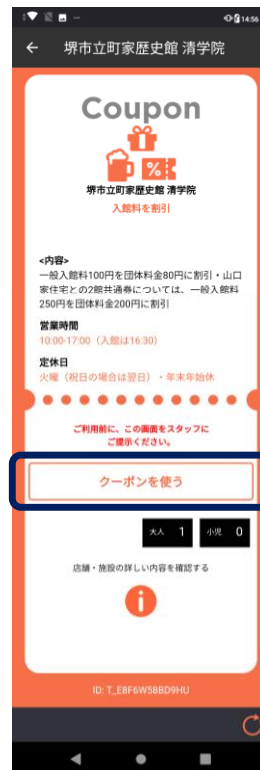 14:56
堺市立町家歴史館 清学院
Coupon
%
堺市立町家歴史館 清学院
入館料を割引
<内容>
一般入館料100円を団体料金80円に割引・山口
家住宅との2館共通券については、一般入館料
250円を団体料金200円に割引
営業時間
10:00-17:00（入館は16:30）
定休日
火曜（祝日の場合は翌日）・年末年始休
ご利用前に、この画面をスタッフに
ご提示ください。
クーポンを使う
大人 1 小児 0
店舗・施設の詳しい内容を確認する
ID: T_E8F6W58BD9HU